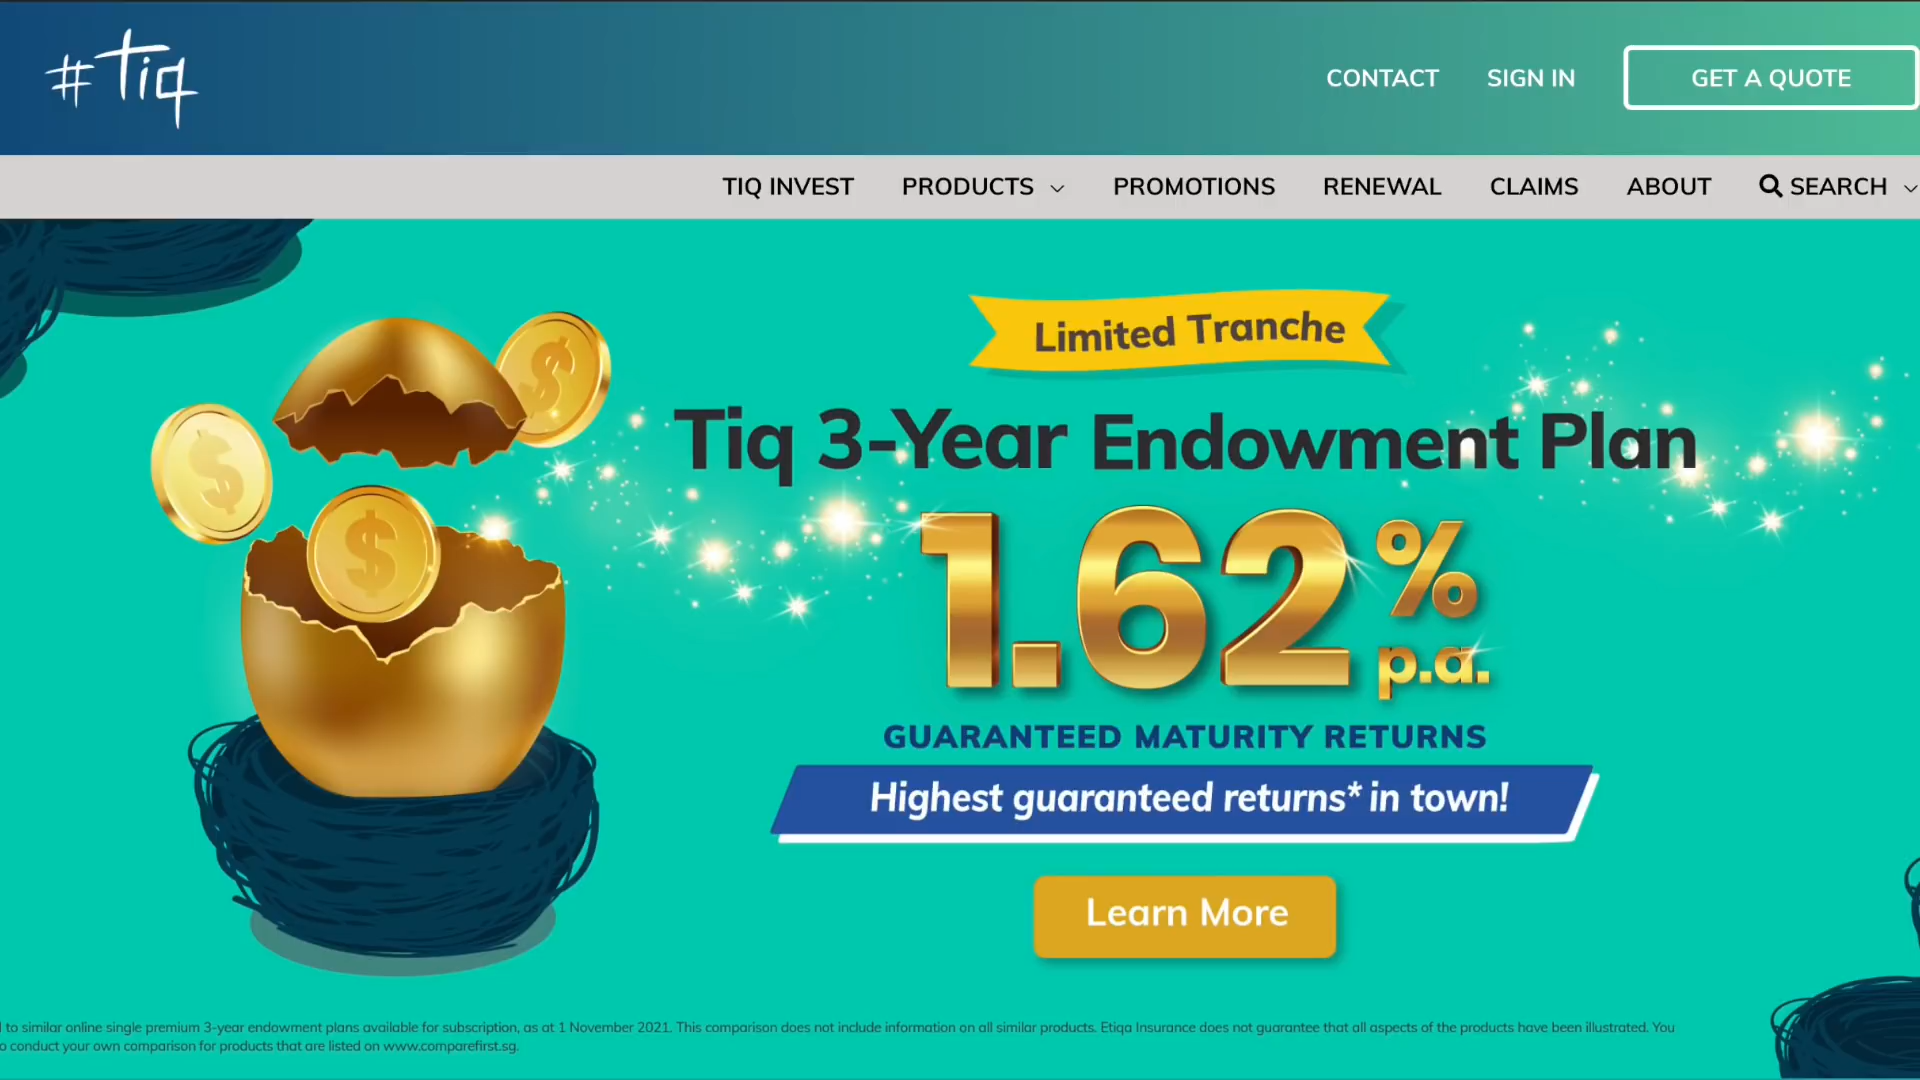 #Tiq
CONTACT
SIGN IN
GET A QUOTE
TIQ INVEST
PRODUCTS
PROMOTIONS
RENEWAL
CLAIMS
ABOUT
SEARCH
Limited Tranche
Tiq 3-Year Endowment Plan
1.62% p.a.
GUARANTEED MATURITY RETURNS
Highest guaranteed returns* in town!
Learn More
to similar online single premium 3-year endowment plans available for subscription, as at 1 November 2021. This comparison does not include information on all similar products. Etiqa Insurance does not guarantee that all aspects of the products have been illustrated. You
conduct your own comparison for products that are listed on www.comparefirst.sg.